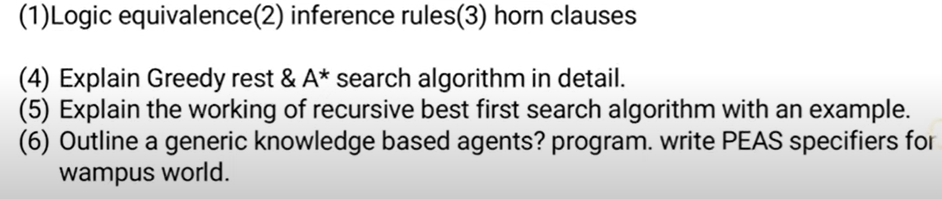 (1)Logic equivalence(2) inference rules(3) horn clauses
(4) Explain Greedy rest & A* search algorithm in detail.
(5) Explain the working of recursive best first search algorithm with an example.
(6) Outline a generic knowledge based agents? program. write PEAS specifiers for
wampus world.